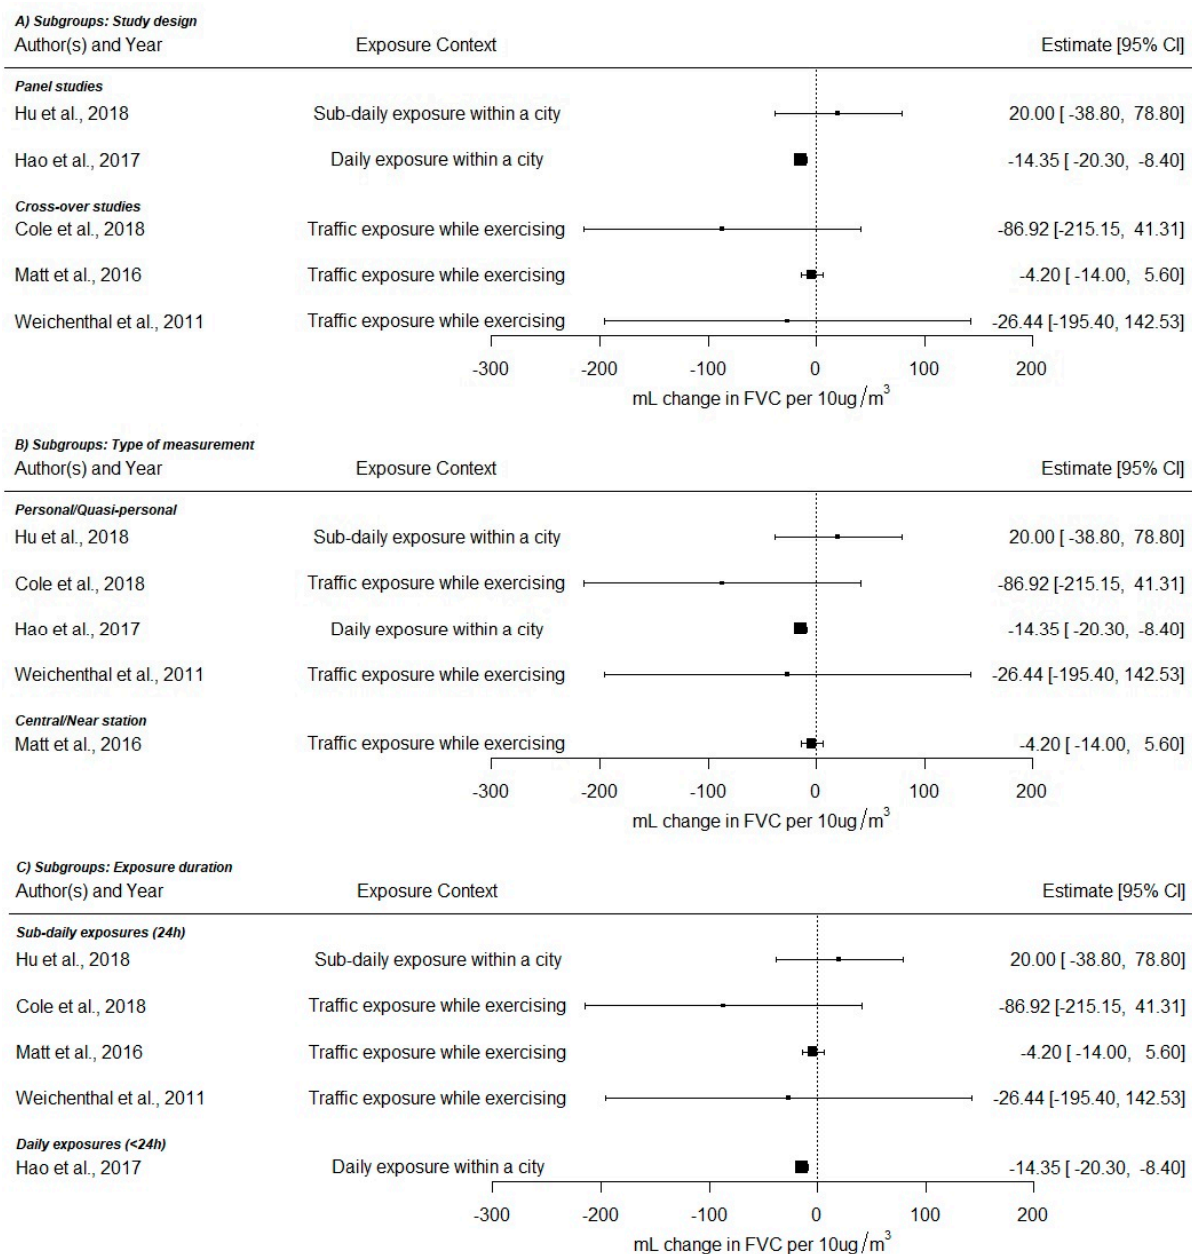 A) Subgroups: Study design
Author(s) and Year Exposure Context Estimate [95% CI]
Panel studies
Hu et al., 2018 Sub-daily exposure within a city 20.00 [ -38.80, 78.80]
Hao et al., 2017 Daily exposure within a city -14.35 [ -20.30, -8.40]
Cross-over studies
Cole et al., 2018 Traffic exposure while exercising -86.92 [-215.15, 41.31]
Matt et al., 2016 Traffic exposure while exercising -4.20 [ -14.00, 5.60]
Weichenthal et al., 2011 Traffic exposure while exercising -26.44 [-195.40, 142.53]
-300 -200 -100 0 100 200
mL change in FVC per 10ug/m³
B) Subgroups: Type of measurement
Author(s) and Year Exposure Context Estimate [95% CI]
Personal/Quasi-personal
Hu et al., 2018 Sub-daily exposure within a city 20.00 [ -38.80, 78.80]
Cole et al., 2018 Traffic exposure while exercising -86.92 [-215.15, 41.31]
Hao et al., 2017 Daily exposure within a city -14.35 [ -20.30, -8.40]
Weichenthal et al., 2011 Traffic exposure while exercising -26.44 [-195.40, 142.53]
Central/Near station
Matt et al., 2016 Traffic exposure while exercising -4.20 [ -14.00, 5.60]
-300 -200 -100 0 100 200
mL change in FVC per 10ug/m³
C) Subgroups: Exposure duration
Author(s) and Year Exposure Context Estimate [95% CI]
Sub-daily exposures (24h)
Hu et al., 2018 Sub-daily exposure within a city 20.00 [ -38.80, 78.80]
Cole et al., 2018 Traffic exposure while exercising -86.92 [-215.15, 41.31]
Matt et al., 2016 Traffic exposure while exercising -4.20 [ -14.00, 5.60]
Weichenthal et al., 2011 Traffic exposure while exercising -26.44 [-195.40, 142.53]
Daily exposures (<24h)
Hao et al., 2017 Daily exposure within a city -14.35 [ -20.30, -8.40]
-300 -200 -100 0 100 200
mL change in FVC per 10ug/m³